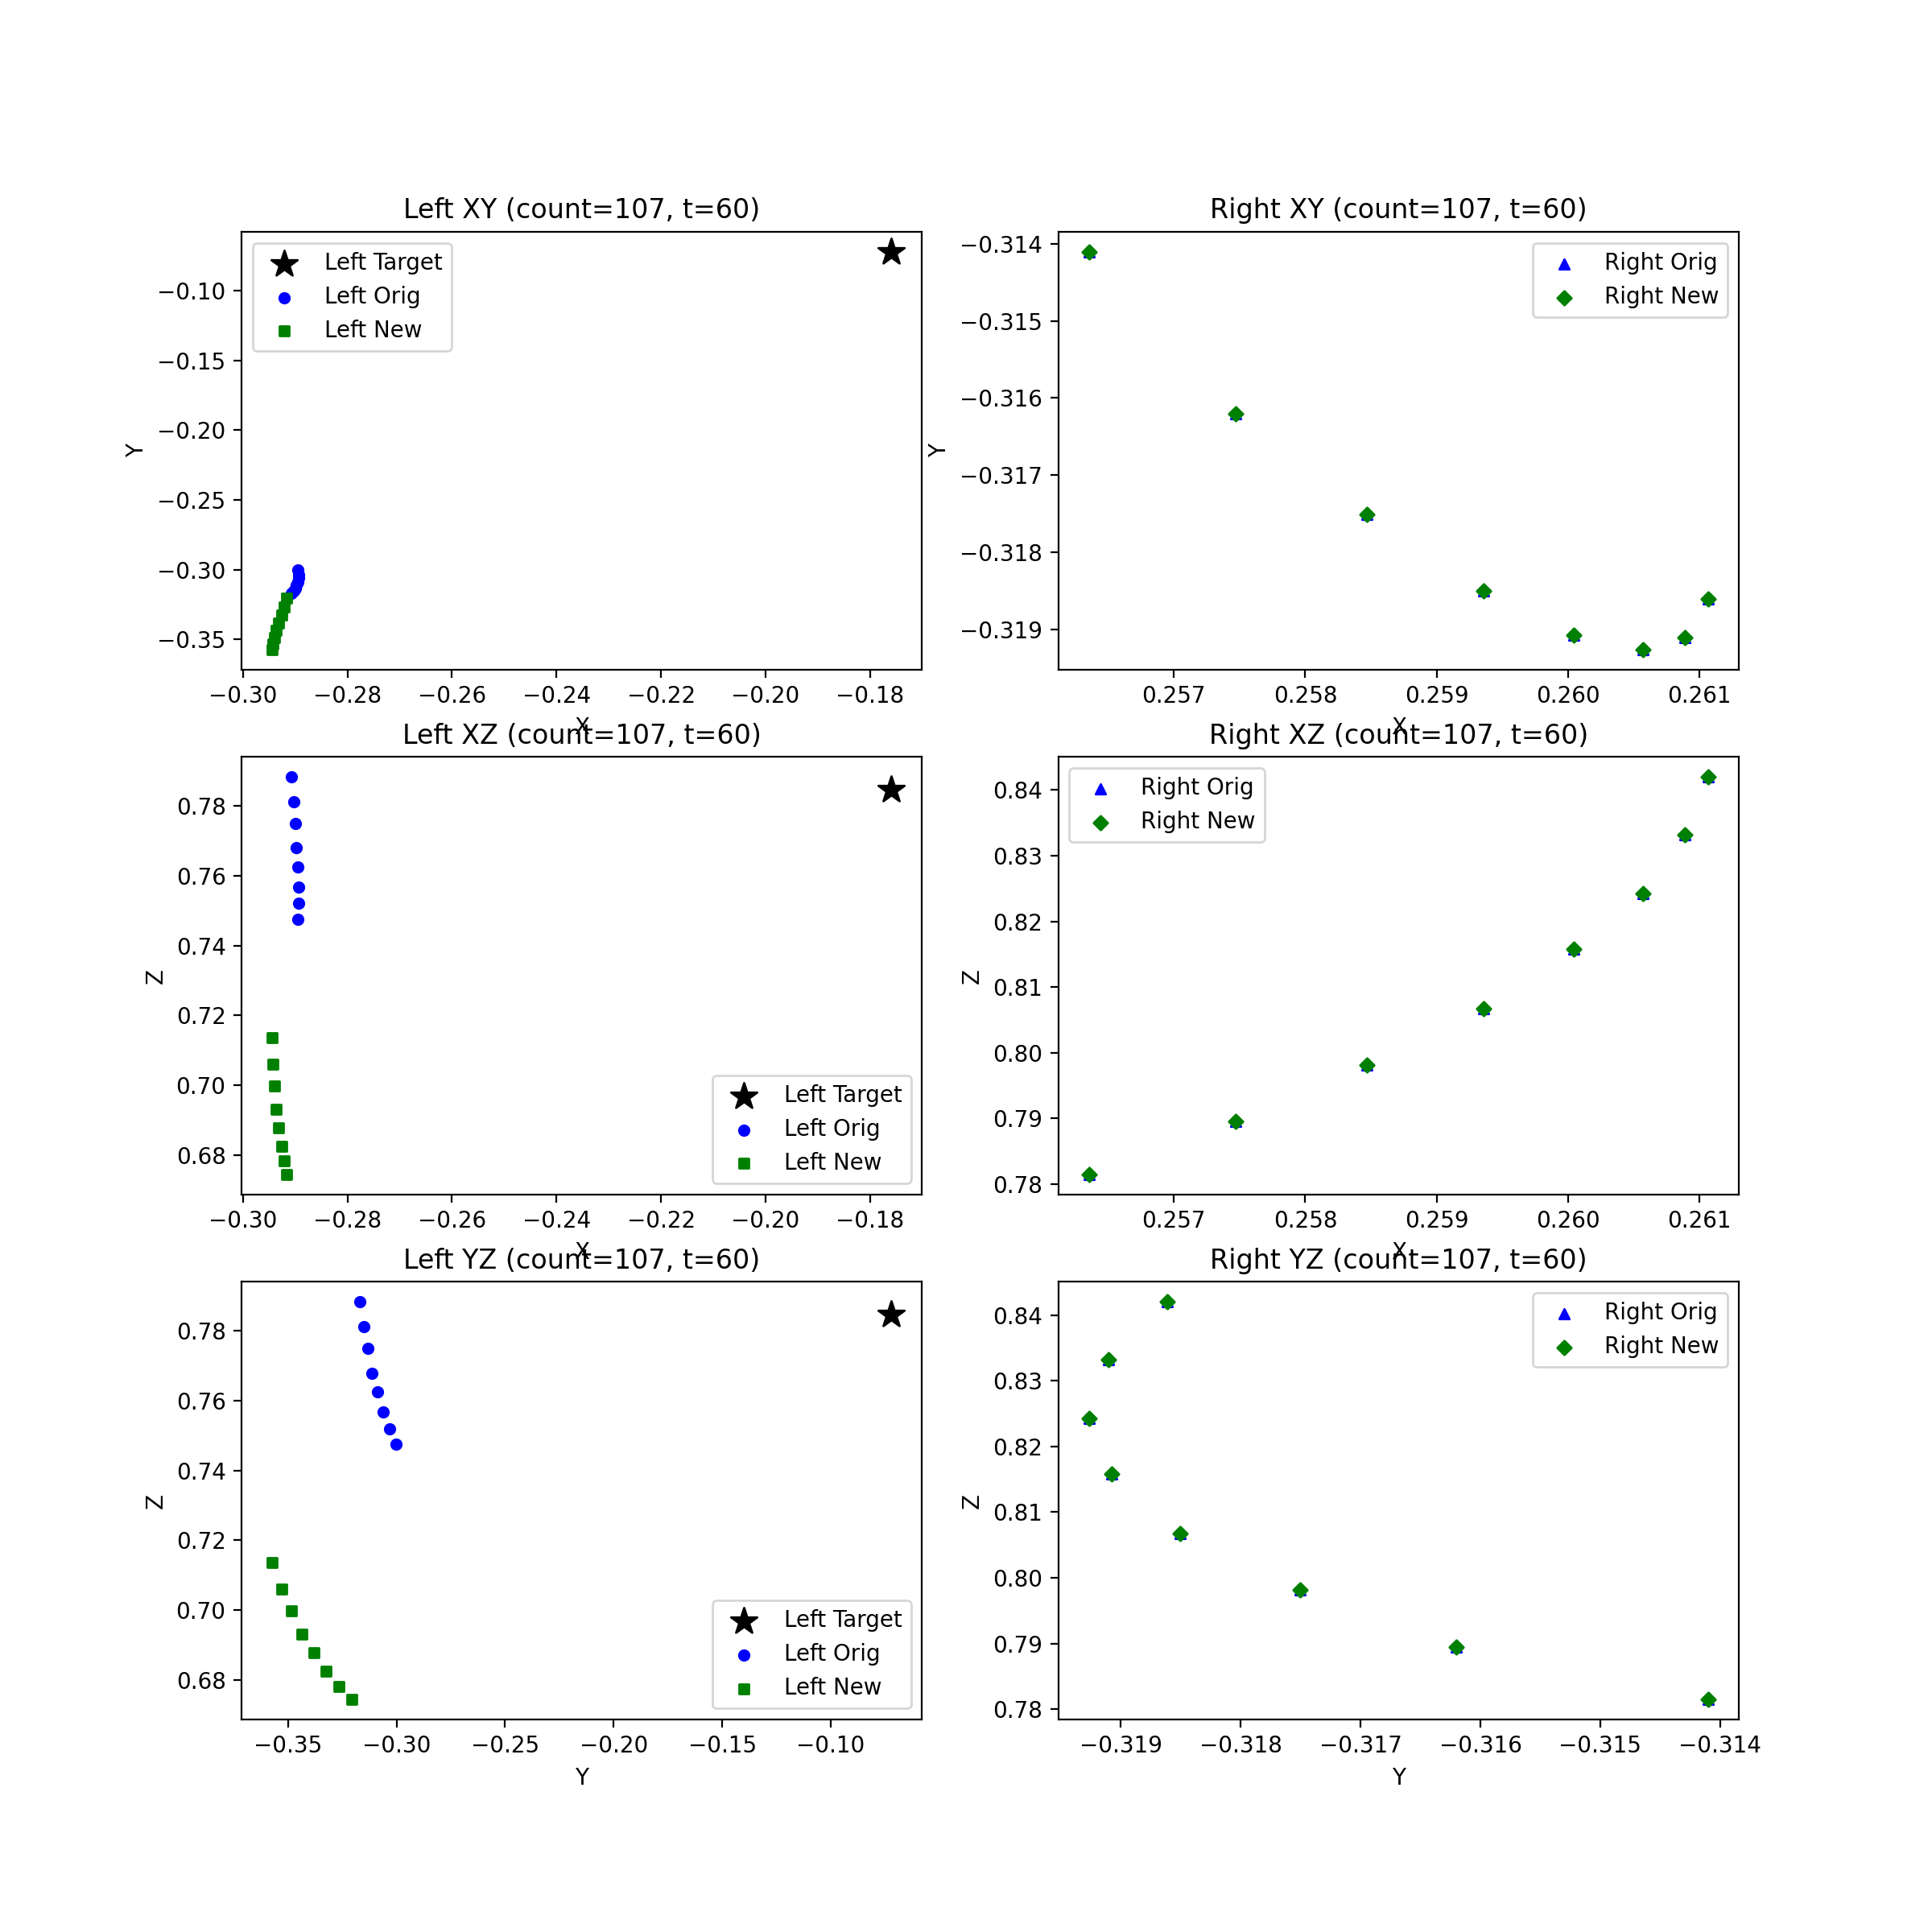 Left XY (count=107, t=60)
Left Target
Left Orig
Left New
−0.10
−0.15
−0.20
−0.25
−0.30
−0.35
Y
−0.30 −0.28 −0.26 −0.24 −0.22 −0.20 −0.18
X
Right XY (count=107, t=60)
Right Orig
Right New
−0.314
−0.315
−0.316
−0.317
−0.318
−0.319
Y
0.257 0.258 0.259 0.260 0.261
X
Left XZ (count=107, t=60)
0.78
0.76
0.74
0.72
0.70
0.68
Z
Left Target
Left Orig
Left New
−0.30 −0.28 −0.26 −0.24 −0.22 −0.20 −0.18
X
Right XZ (count=107, t=60)
Right Orig
Right New
0.84
0.83
0.82
0.81
0.80
0.79
0.78
Z
0.257 0.258 0.259 0.260 0.261
X
Left YZ (count=107, t=60)
0.78
0.76
0.74
0.72
0.70
0.68
Z
Left Target
Left Orig
Left New
−0.35 −0.30 −0.25 −0.20 −0.15 −0.10
Y
Right YZ (count=107, t=60)
Right Orig
Right New
0.84
0.83
0.82
0.81
0.80
0.79
0.78
Z
−0.319 −0.318 −0.317 −0.316 −0.315 −0.314
Y